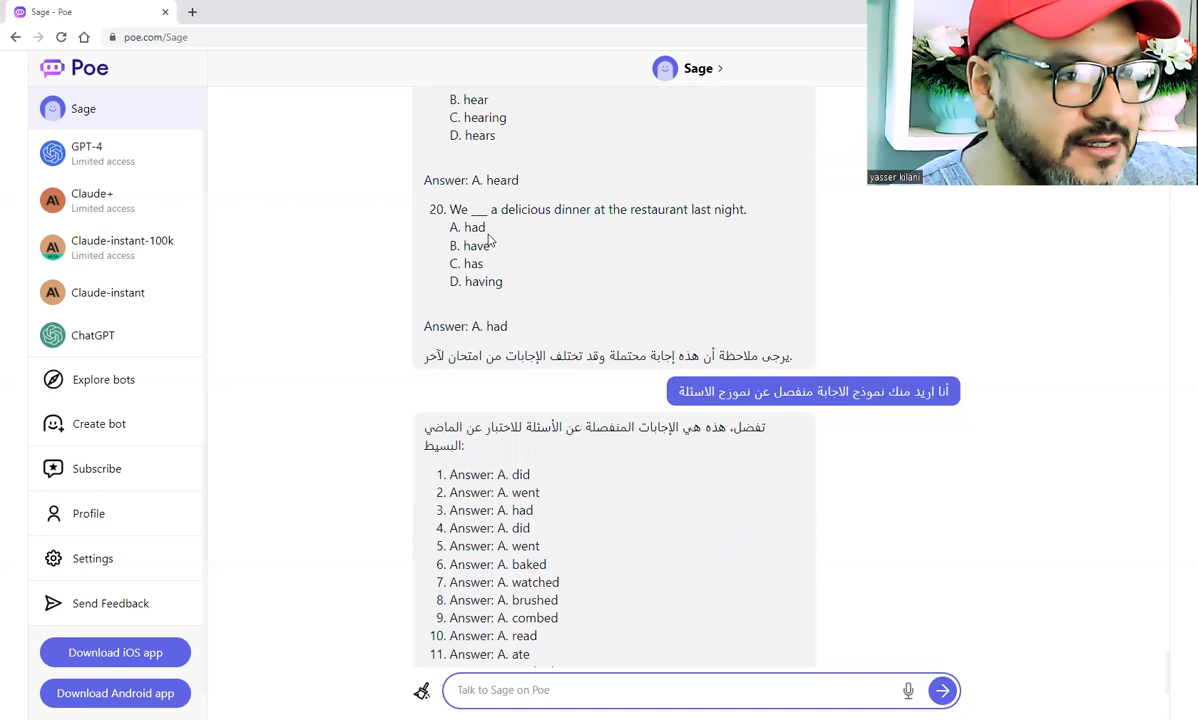 Sage - Poe
poe.com/Sage
Poe
Sage
GPT-4
Limited access
Claude+
Limited access
Claude-instant-100k
Limited access
Claude-instant
ChatGPT
Explore bots
Create bot
Subscribe
Profile
Settings
Send Feedback
Download iOS app
Download Android app
Sage
B. hear
C. hearing
D. hears
Answer: A. heard
20. We ___ a delicious dinner at the restaurant last night.
A. had
B. have
C. has
D. having
Answer: A. had
يرجى ملاحظة أن هذه إجابة محتملة وقد تختلف الإجابات من امتحان لآخر.
أنا اريد منك نموذج الاجابة منفصل عن نموزج الاسئلة
تفضل، هذه هي الإجابات المنفصلة عن الأسئلة للاختبار عن الماضي
البسيط:
1. Answer: A. did
2. Answer: A. went
3. Answer: A. had
4. Answer: A. did
5. Answer: A. went
6. Answer: A. baked
7. Answer: A. watched
8. Answer: A. brushed
9. Answer: A. combed
10. Answer: A. read
11. Answer: A. ate
Talk to Sage on Poe
yasser kilani